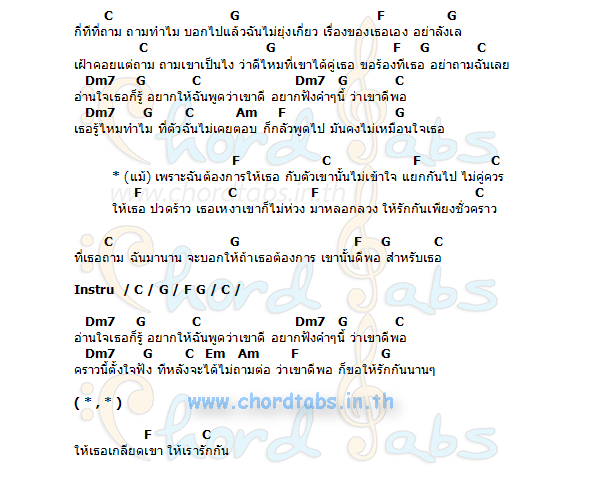 C G F G
กี่ทีที่ถาม ถามทำไม บอกไปแล้วฉันไม่ยุ่งเกี่ยว เรื่องของเธอเอง อย่าลังเล
C G F G C
เฝ้าคอยแต่ถาม ถามเขาเป็นไง ว่าดีไหมที่เขาได้คู่เธอ ขอร้องที่เธอ อย่าถามฉันเลย
Dm7 G C Dm7 G C
อ่านใจเธอก็รู้ อยากให้ฉันพูดว่าเขาดี อยากฟังคำๆนี้ ว่าเขาดีพอ
Dm7 G C Am F G
เธอรู้ไหมทำไม ที่ตัวฉันไม่เคยตอบ ก็กลัวพูดไป มันคงไม่เหมือนใจเธอ
F C F C
* (แม้) เพราะฉันต้องการให้เธอ กับตัวเขานั้นไม่เข้าใจ แยกกันไป ไม่คู่ควร
F C F C
ให้เธอ ปวดร้าว เธอเหงาเขาก็ไม่ห่วง มาหลอกลวง ให้รักกันเพียงชั่วคราว
C G F G C
ที่เธอถาม ฉันมานาน จะบอกให้ถ้าเธอต้องการ เขานั้นดีพอ สำหรับเธอ
Instru / C / G / F G / C /
Dm7 G C Dm7 G C
อ่านใจเธอก็รู้ อยากให้ฉันพูดว่าเขาดี อยากฟังคำๆนี้ ว่าเขาดีพอ
Dm7 G C Em Am F G
คราวนี้ตั้งใจฟัง ทีหลังจะได้ไม่ถามต่อ ว่าเขาดีพอ ก็ขอให้รักกันนานๆ
( * , * ) www.chordtabs.in.th
F C
ให้เธอเกลียดเขา ให้เรารักกัน